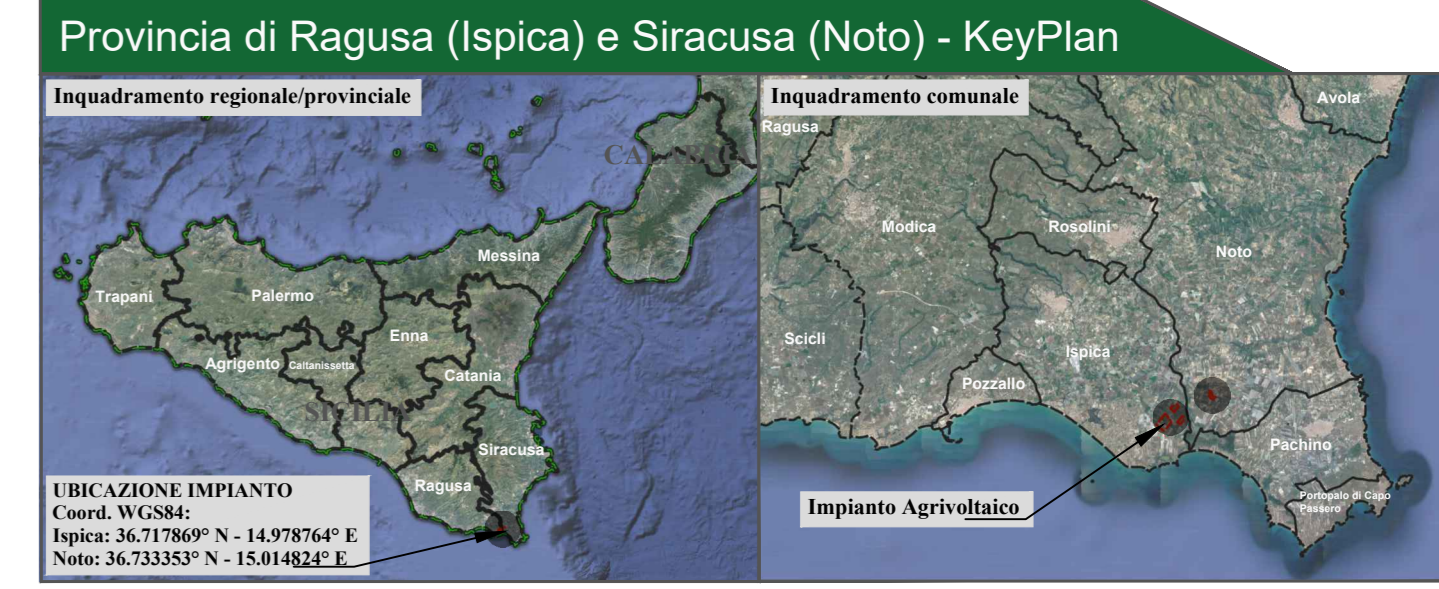 Provincia di Ragusa (Ispica) e Siracusa (Noto) - KeyPlan
Inquadramento regionale/provinciale
Messina
Trapani
Palermo
Enna
Agrigento
Caltanissetta
Catania
SICILIA
Siracusa
Ragusa
UBICAZIONE IMPIANTO
Coord. WGS84:
Ispica: 36.717869° N - 14.978764° E
Noto: 36.733353° N - 15.014824° E
Inquadramento comunale
Avola
Ragusa
Modica
Rosolini
Noto
Scicli
Ispica
Pozzallo
Pachino
Portopalo di Capo
Passero
Impianto Agrivoltaico